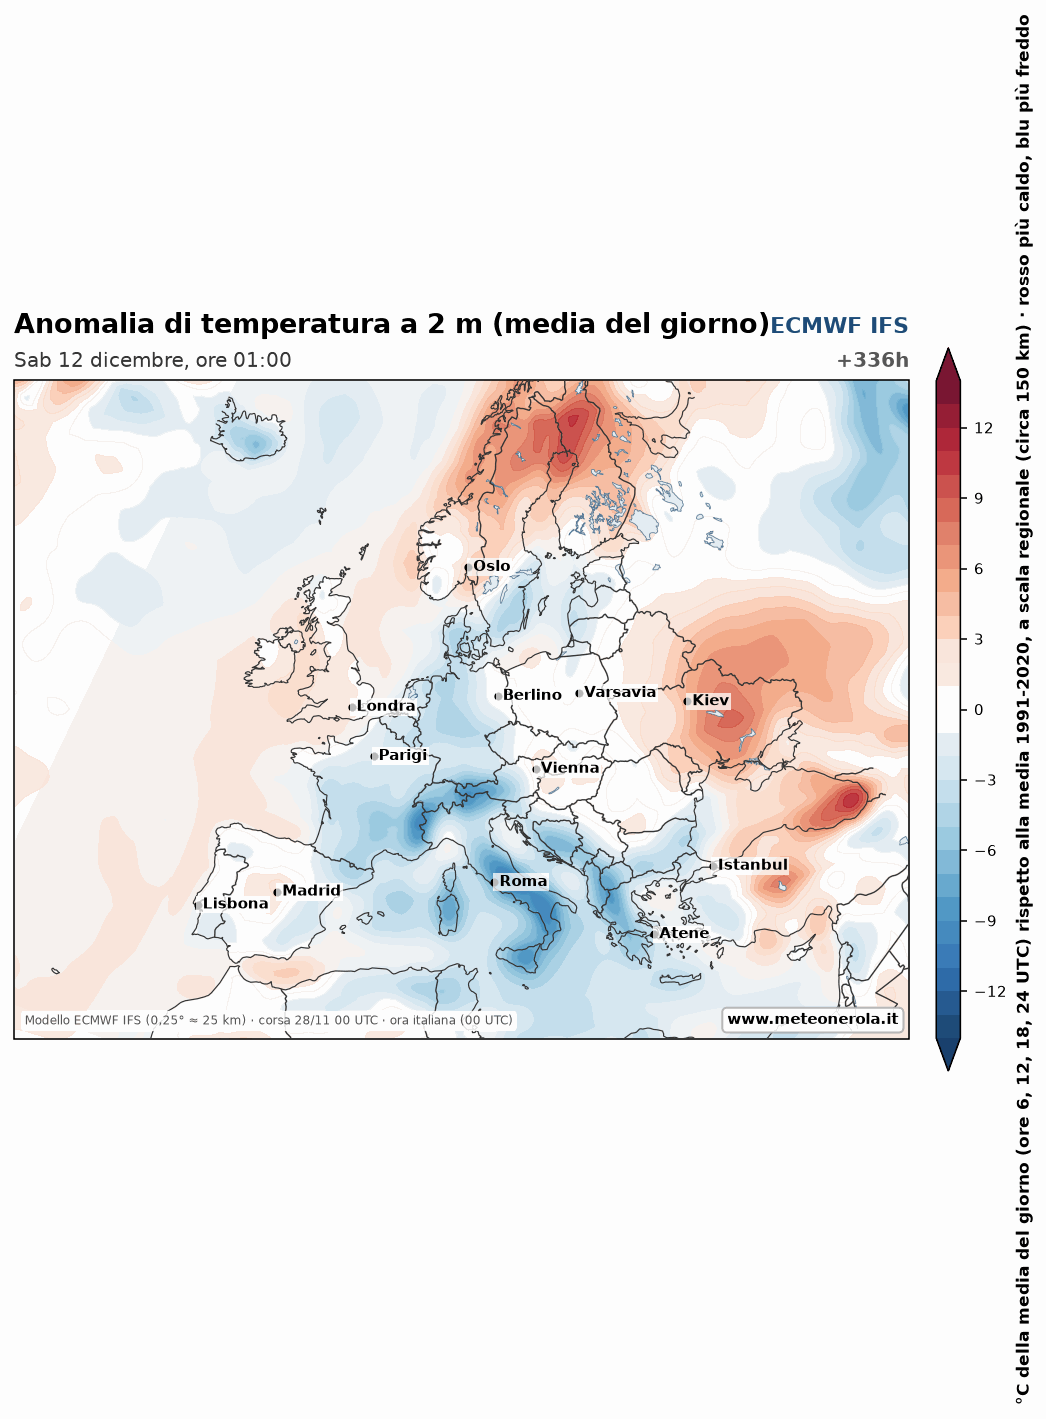 Anomalia di temperatura a 2 m (media del giorno)
ECMWF IFS
Sab 12 dicembre, ore 01:00
+336h
Oslo
Londra
Berlino
Varsavia
Kiev
Parigi
Vienna
Istanbul
Madrid
Roma
Lisbona
Atene
Modello ECMWF IFS (0,25° ≈ 25 km) · corsa 28/11 00 UTC · ora italiana (00 UTC)
www.meteonerola.it
12
9
6
3
0
−3
−6
−9
−12
°C della media del giorno (ore 6, 12, 18, 24 UTC) rispetto alla media 1991-2020, a scala regionale (circa 150 km) · rosso più caldo, blu più freddo